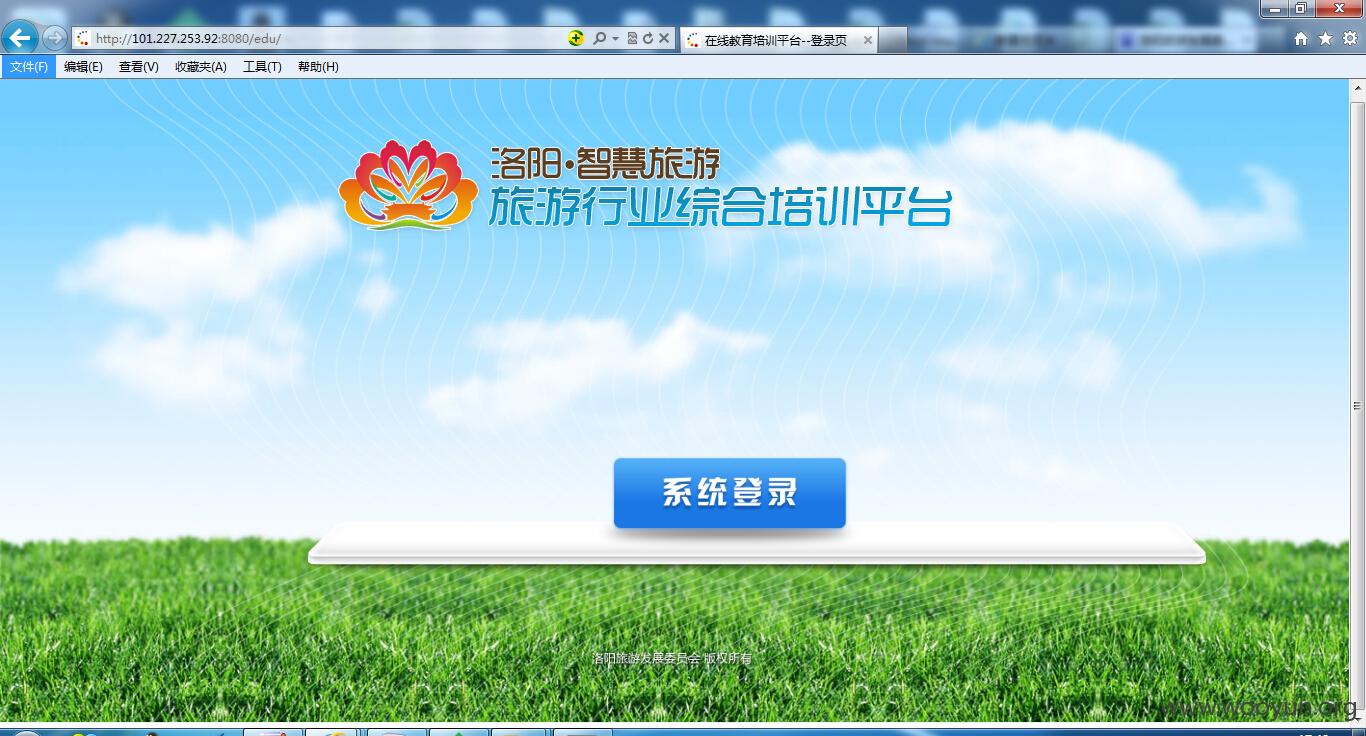 http://101.227.253.92:8080/edu/
在线教育培训平台--登录页
文件(F) 编辑(E) 查看(V) 收藏夹(A) 工具(T) 帮助(H)
洛阳·智慧旅游
旅游行业综合培训平台
系统登录
洛阳旅游发展委员会 版权所有
www.wooyun.org